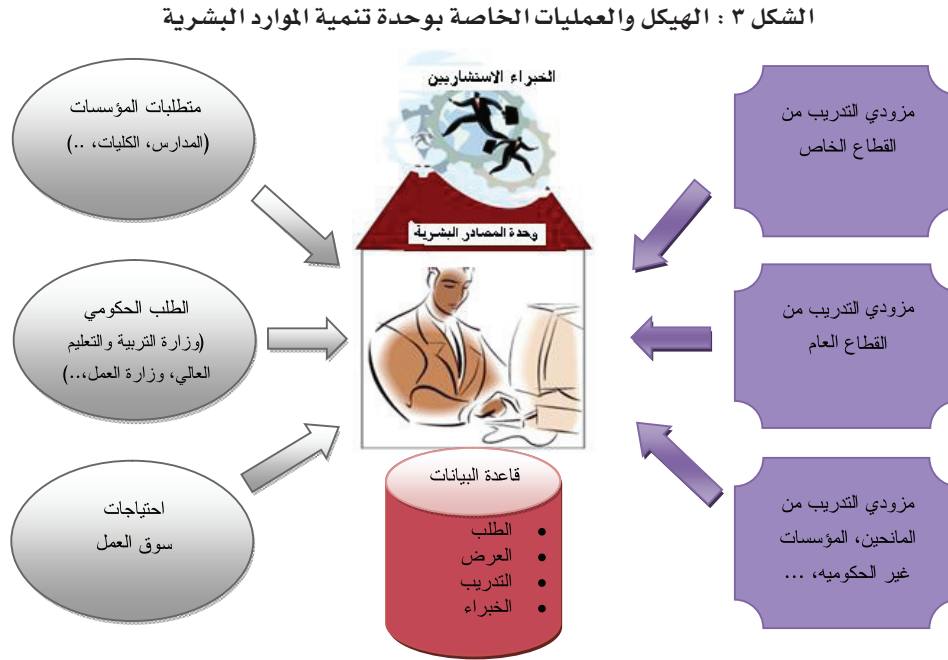 الشكل ٣ : الهيكل والعمليات الخاصة بوحدة تنمية الموارد البشرية
الخبراء الاستشاريين
وحدة المصادر البشرية
مزودي التدريب من
القطاع الخاص
مزودي التدريب من
القطاع العام
مزودي التدريب من
المانحين، المؤسسات
غير الحكوميه، ...
متطلبات المؤسسات
(المدارس، الكليات، ..)
الطلب الحكومي
(وزارة التربية والتعليم
العالي، وزارة العمل،..)
احتياجات
سوق العمل
قاعدة البيانات
• الطلب
• العرض
• التدريب
• الخبراء